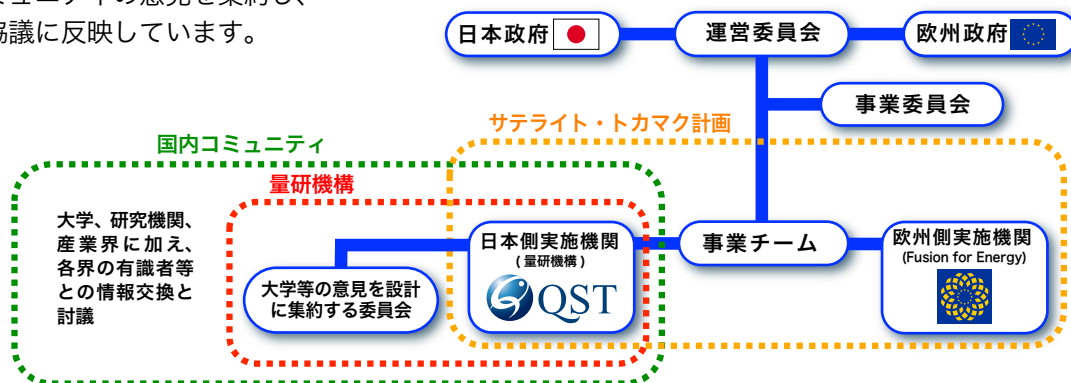 ュニティの意見を集約し、
協議に反映しています。
日本政府
運営委員会
欧州政府
事業委員会
サテライト・トカマク計画
国内コミュニティ
量研機構
大学、研究機関、
産業界に加え、
各界の有識者等
との情報交換と
討議
日本側実施機関
(量研機構)
QST
事業チーム
欧州側実施機関
(Fusion for Energy)
大学等の意見を設計
に集約する委員会